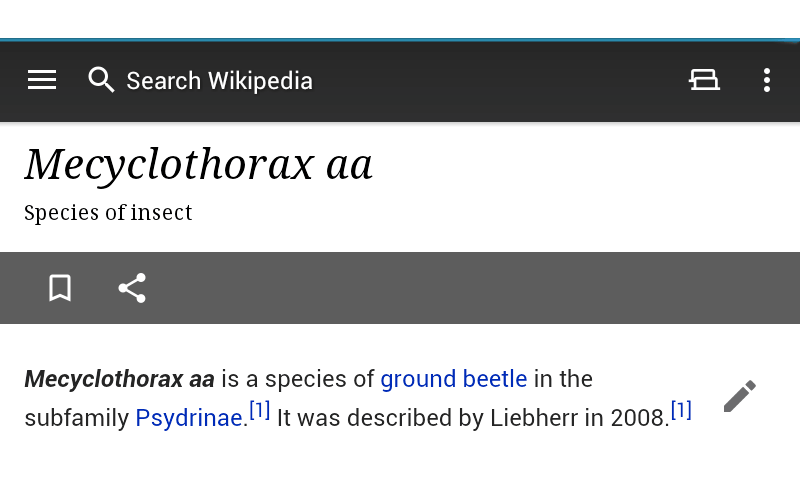 Search Wikipedia
Mecyclothorax aa
Species of insect
Mecyclothorax aa is a species of ground beetle in the
subfamily Psydrinae.[1] It was described by Liebherr in 2008.[1]